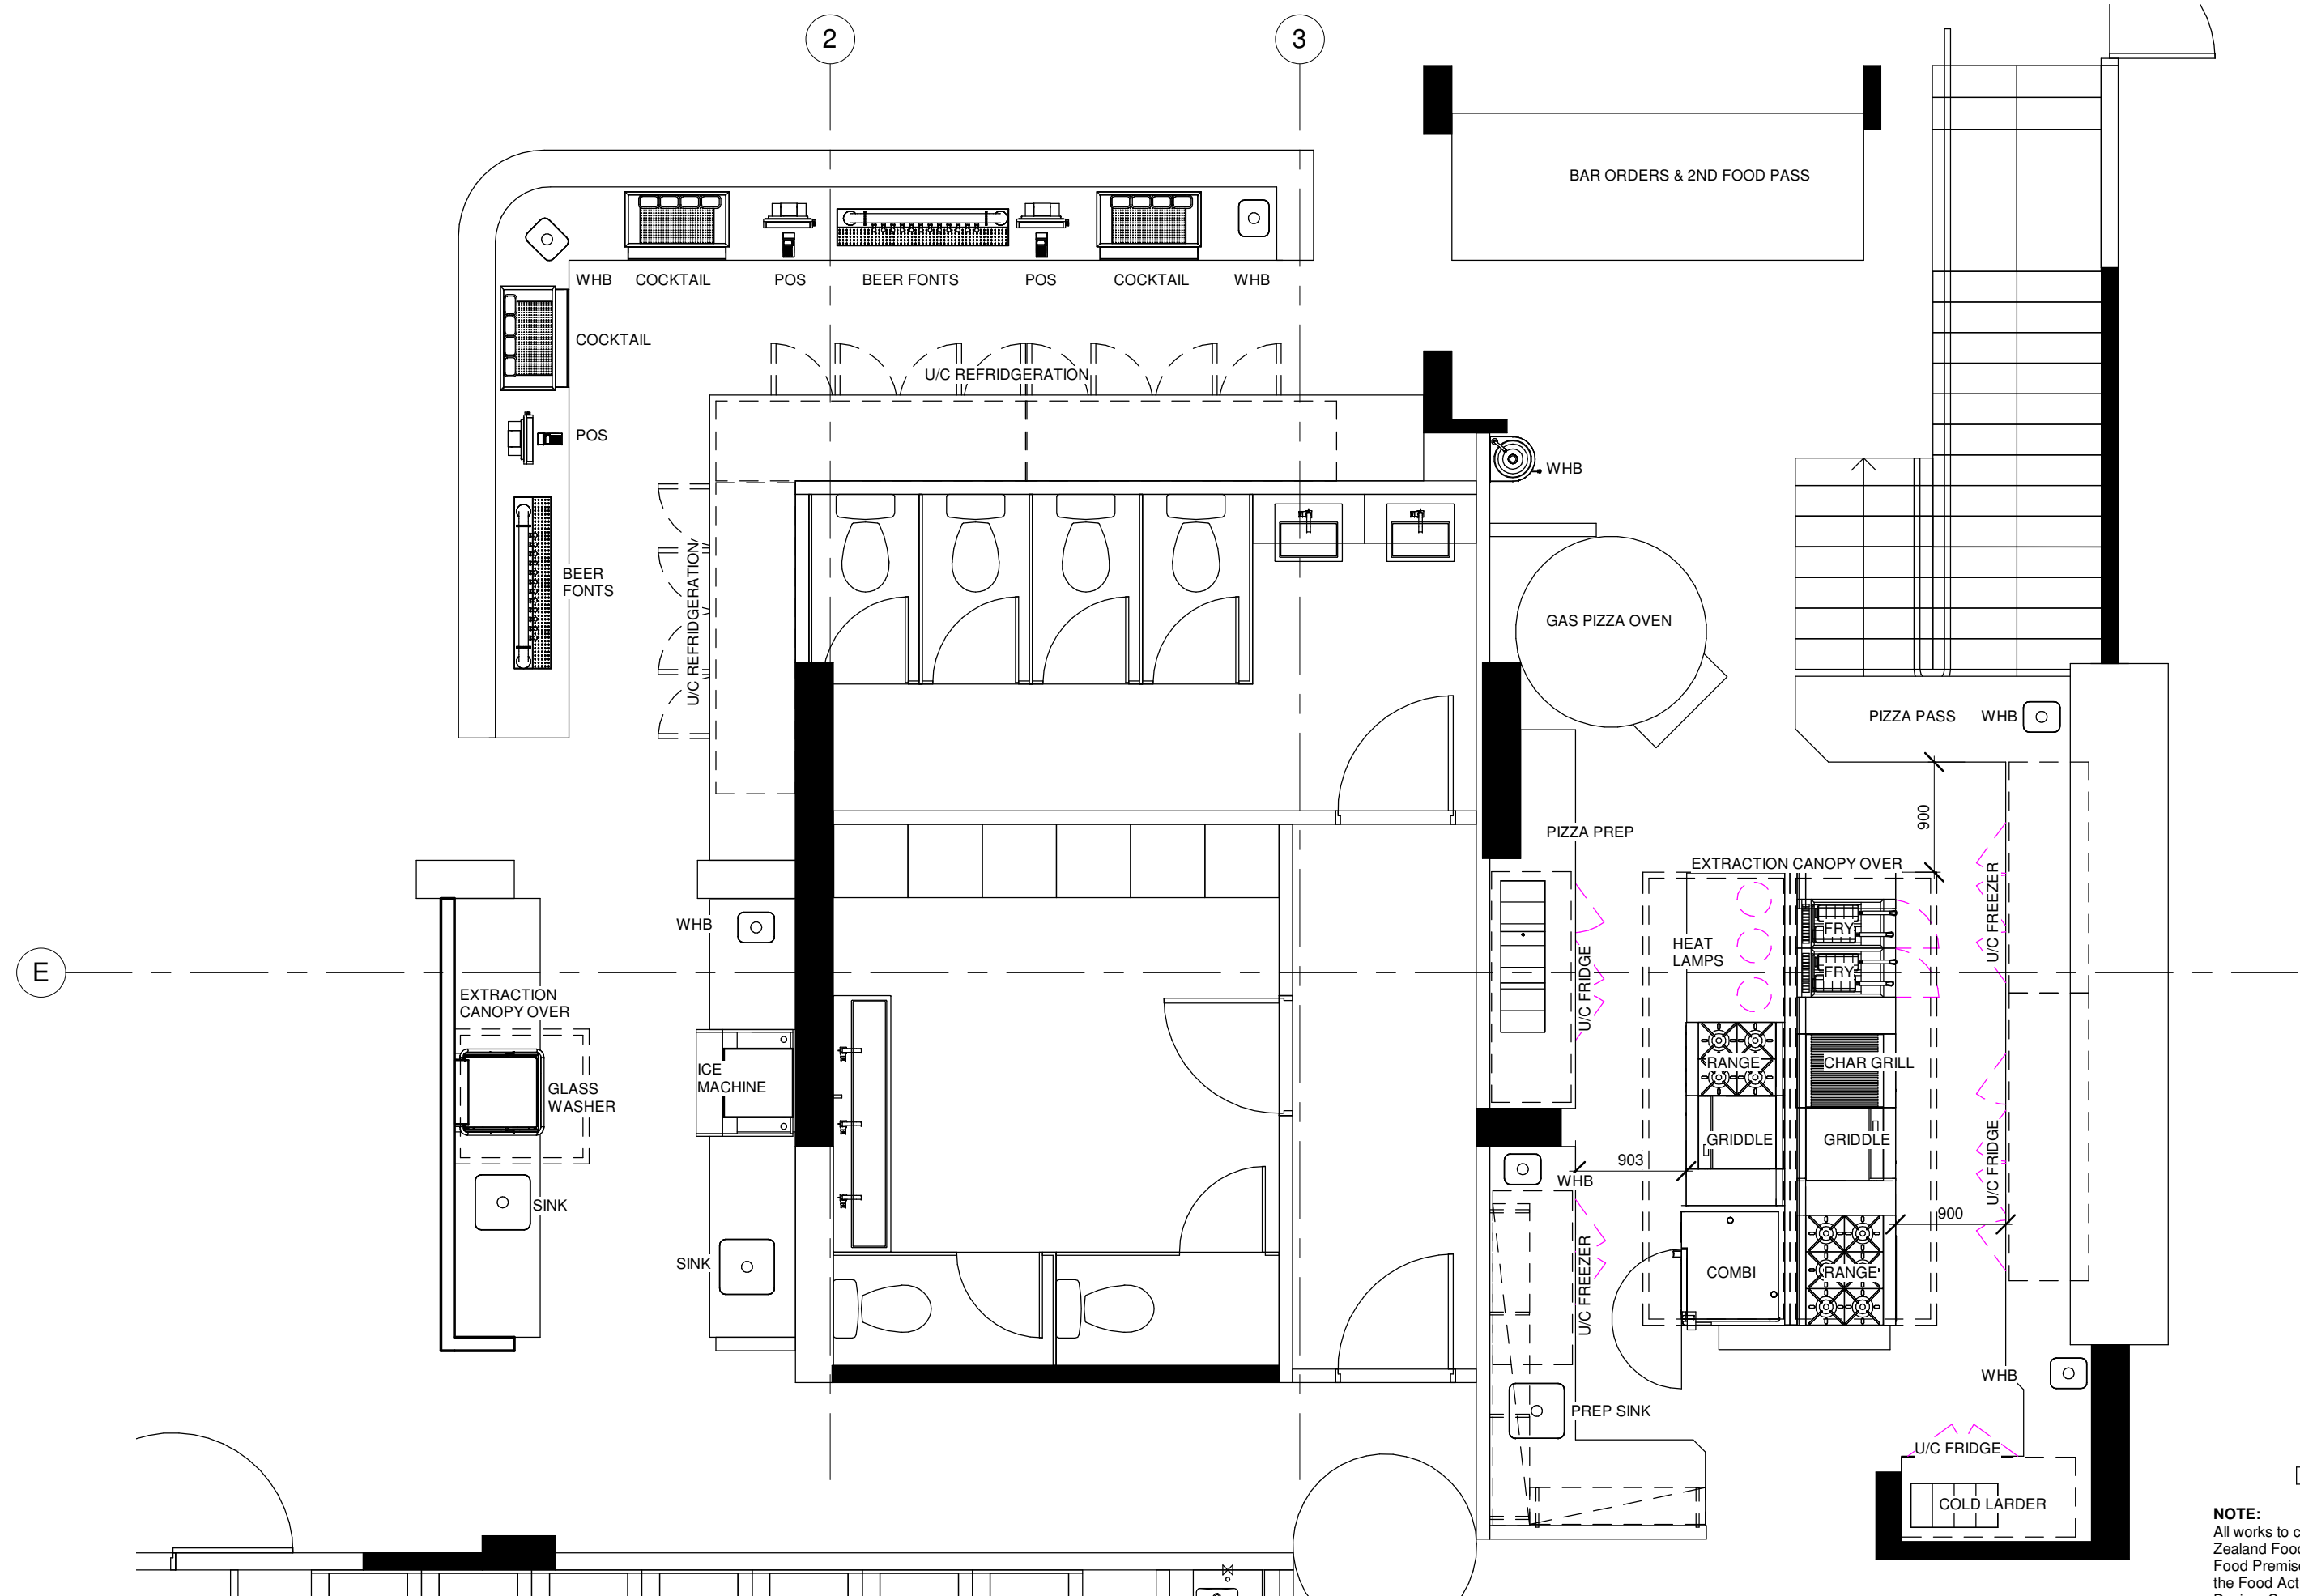 2
3
BAR ORDERS & 2ND FOOD PASS
WHB
COCKTAIL
POS
BEER FONTS
POS
COCKTAIL
WHB
COCKTAIL
U/C REFRIDGERATION
POS
WHB
BEER
FONTS
U/C REFRIDGERATION
GAS PIZZA OVEN
PIZZA PASS
WHB
900
PIZZA PREP
EXTRACTION CANOPY OVER
U/C FREEZER
WHB
FRY
HEAT
LAMPS
FRY
E
U/C FRIDGE
EXTRACTION
CANOPY OVER
ICE
MACHINE
GLASS
WASHER
RANGE
CHAR GRILL
GRIDDLE
GRIDDLE
U/C FRIDGE
903
WHB
SINK
900
SINK
U/C FREEZER
COMBI
RANGE
WHB
PREP SINK
U/C FRIDGE
COLD LARDER
NOTE:
All works to c
Zealand Food
Food Premise
the Food Act